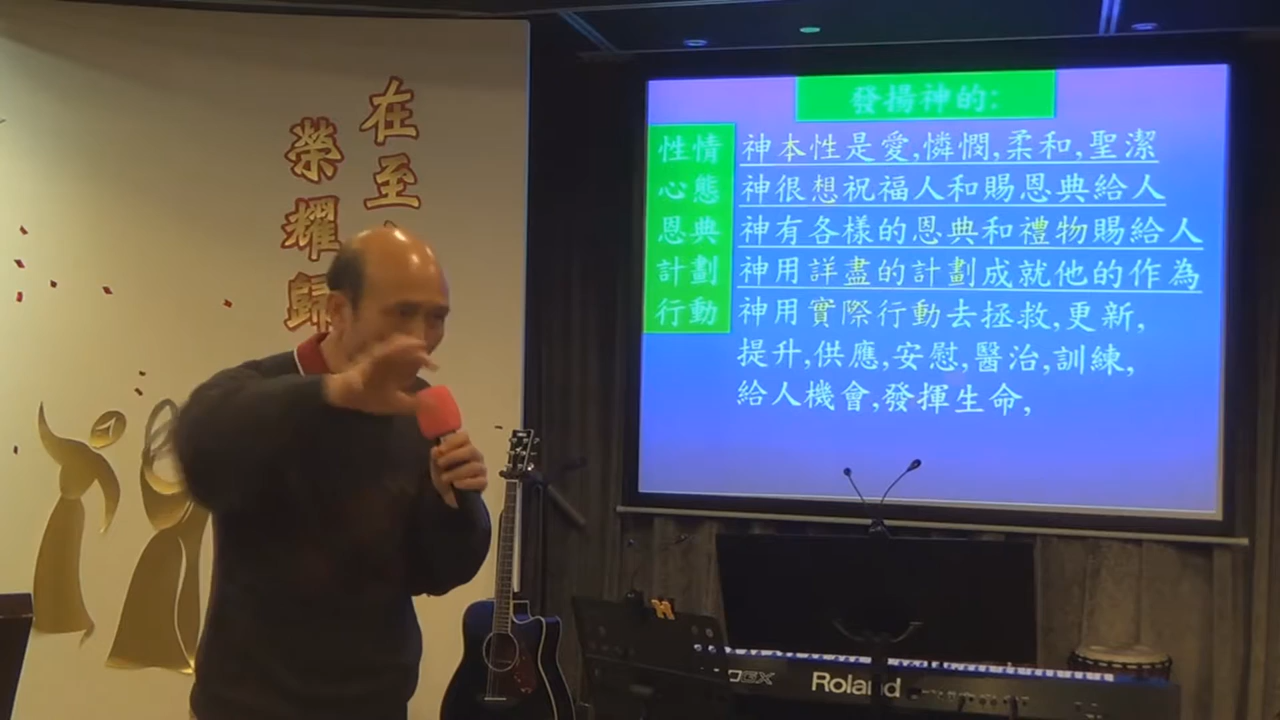 在至
榮耀歸
發揚神的:
性情 神本性是愛,憐憫,柔和,聖潔
心態 神很想祝福人和賜恩典給人
恩典 神有各樣的恩典和禮物賜給人
計劃 神用詳盡的計劃成就他的作為
行動 神用實際行動去拯救,更新,
提升,供應,安慰,醫治,訓練,
給人機會,發揮生命,
Roland